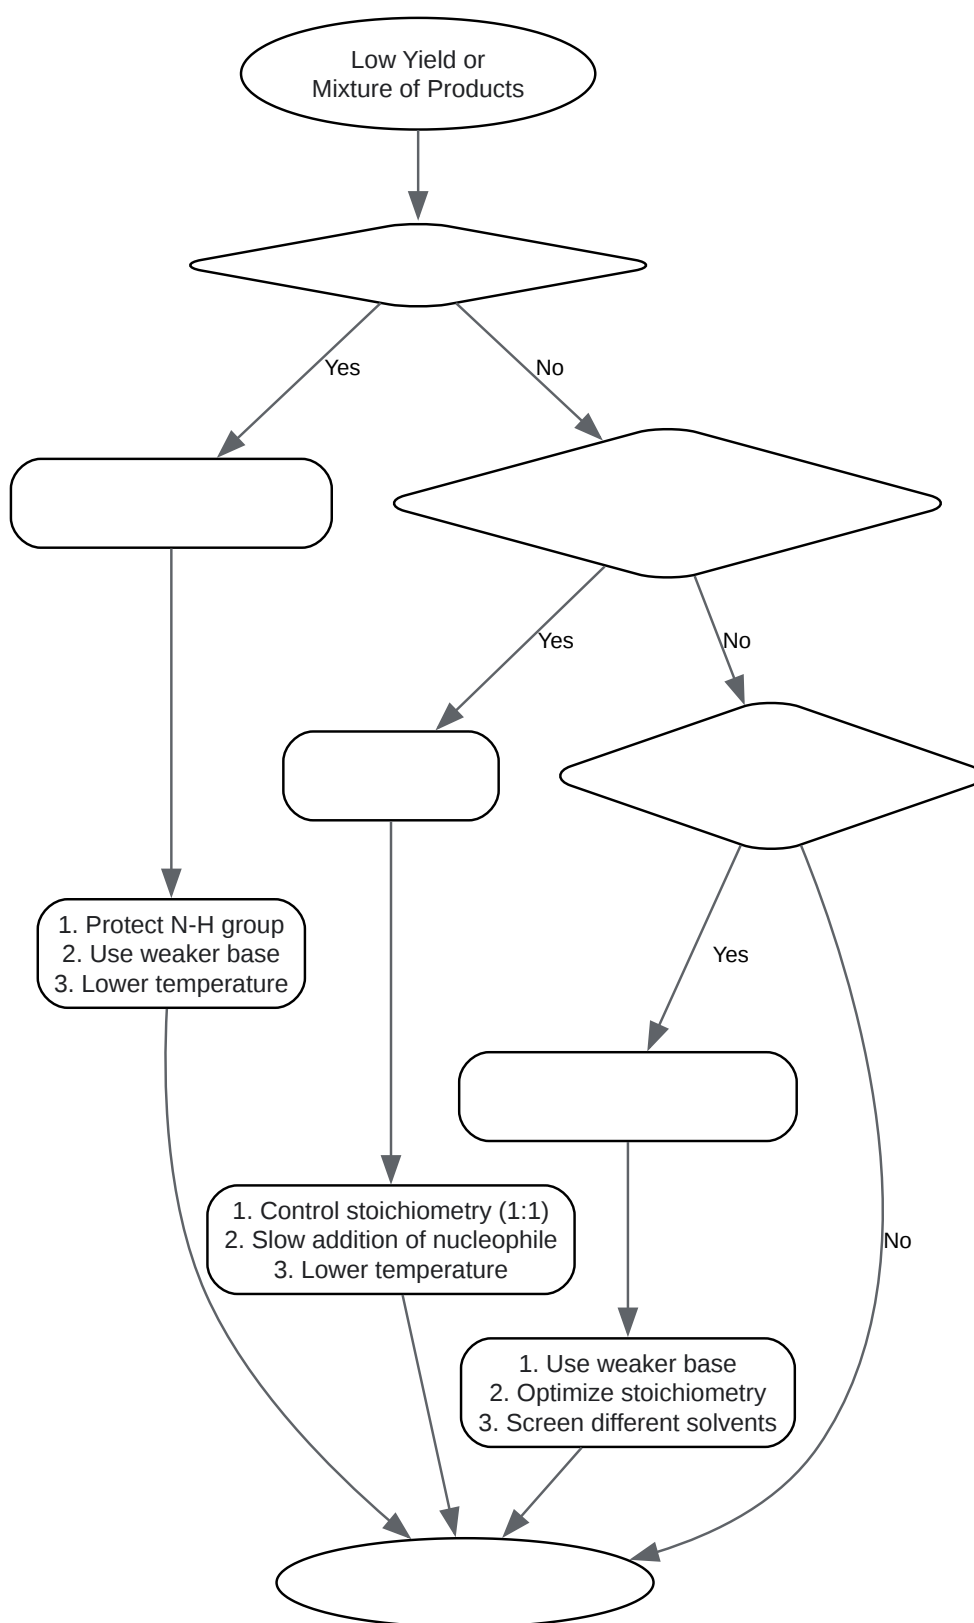 Low Yield or
Mixture of Products
Yes
No
Yes
No
1. Protect N-H group
2. Use weaker base
3. Lower temperature
Yes
1. Control stoichiometry (1:1)
2. Slow addition of nucleophile
3. Lower temperature
No
1. Use weaker base
2. Optimize stoichiometry
3. Screen different solvents